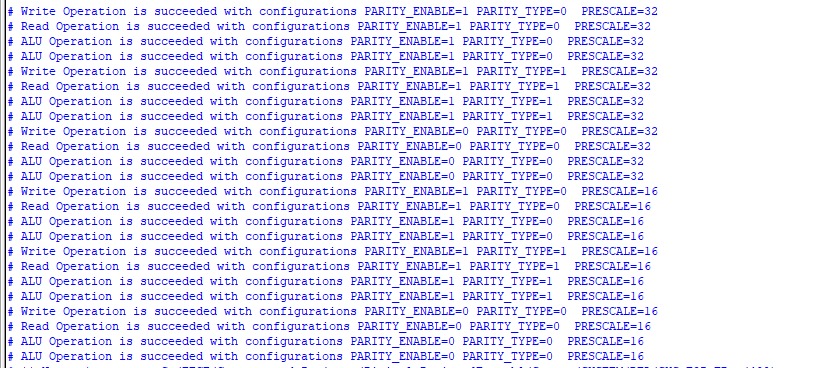 # Write Operation is succeeded with configurations PARITY_ENABLE=1 PARITY_TYPE=0  PRESCALE=32
# Read Operation is succeeded with configurations PARITY_ENABLE=1 PARITY_TYPE=0  PRESCALE=32
# ALU Operation is succeeded with configurations PARITY_ENABLE=1 PARITY_TYPE=0  PRESCALE=32
# ALU Operation is succeeded with configurations PARITY_ENABLE=1 PARITY_TYPE=0  PRESCALE=32
# Write Operation is succeeded with configurations PARITY_ENABLE=1 PARITY_TYPE=1  PRESCALE=32
# Read Operation is succeeded with configurations PARITY_ENABLE=1 PARITY_TYPE=1  PRESCALE=32
# ALU Operation is succeeded with configurations PARITY_ENABLE=1 PARITY_TYPE=1  PRESCALE=32
# ALU Operation is succeeded with configurations PARITY_ENABLE=1 PARITY_TYPE=1  PRESCALE=32
# Write Operation is succeeded with configurations PARITY_ENABLE=0 PARITY_TYPE=0  PRESCALE=32
# Read Operation is succeeded with configurations PARITY_ENABLE=0 PARITY_TYPE=0  PRESCALE=32
# ALU Operation is succeeded with configurations PARITY_ENABLE=0 PARITY_TYPE=0  PRESCALE=32
# ALU Operation is succeeded with configurations PARITY_ENABLE=0 PARITY_TYPE=0  PRESCALE=32
# Write Operation is succeeded with configurations PARITY_ENABLE=1 PARITY_TYPE=0  PRESCALE=16
# Read Operation is succeeded with configurations PARITY_ENABLE=1 PARITY_TYPE=0  PRESCALE=16
# ALU Operation is succeeded with configurations PARITY_ENABLE=1 PARITY_TYPE=0  PRESCALE=16
# ALU Operation is succeeded with configurations PARITY_ENABLE=1 PARITY_TYPE=0  PRESCALE=16
# Write Operation is succeeded with configurations PARITY_ENABLE=1 PARITY_TYPE=1  PRESCALE=16
# Read Operation is succeeded with configurations PARITY_ENABLE=1 PARITY_TYPE=1  PRESCALE=16
# ALU Operation is succeeded with configurations PARITY_ENABLE=1 PARITY_TYPE=1  PRESCALE=16
# ALU Operation is succeeded with configurations PARITY_ENABLE=1 PARITY_TYPE=1  PRESCALE=16
# Write Operation is succeeded with configurations PARITY_ENABLE=0 PARITY_TYPE=0  PRESCALE=16
# Read Operation is succeeded with configurations PARITY_ENABLE=0 PARITY_TYPE=0  PRESCALE=16
# ALU Operation is succeeded with configurations PARITY_ENABLE=0 PARITY_TYPE=0  PRESCALE=16
# ALU Operation is succeeded with configurations PARITY_ENABLE=0 PARITY_TYPE=0  PRESCALE=16